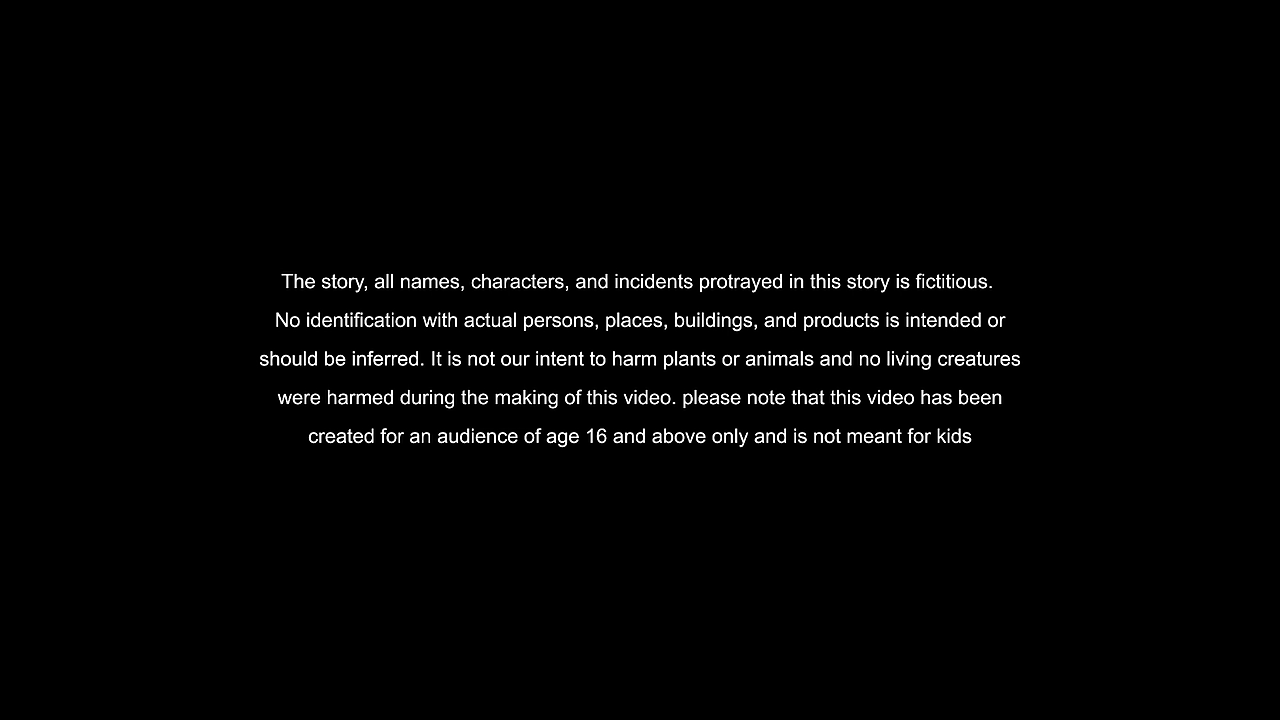 The story, all names, characters, and incidents protrayed in this story is fictitious.
No identification with actual persons, places, buildings, and products is intended or
should be inferred. It is not our intent to harm plants or animals and no living creatures
were harmed during the making of this video. please note that this video has been
created for an audience of age 16 and above only and is not meant for kids